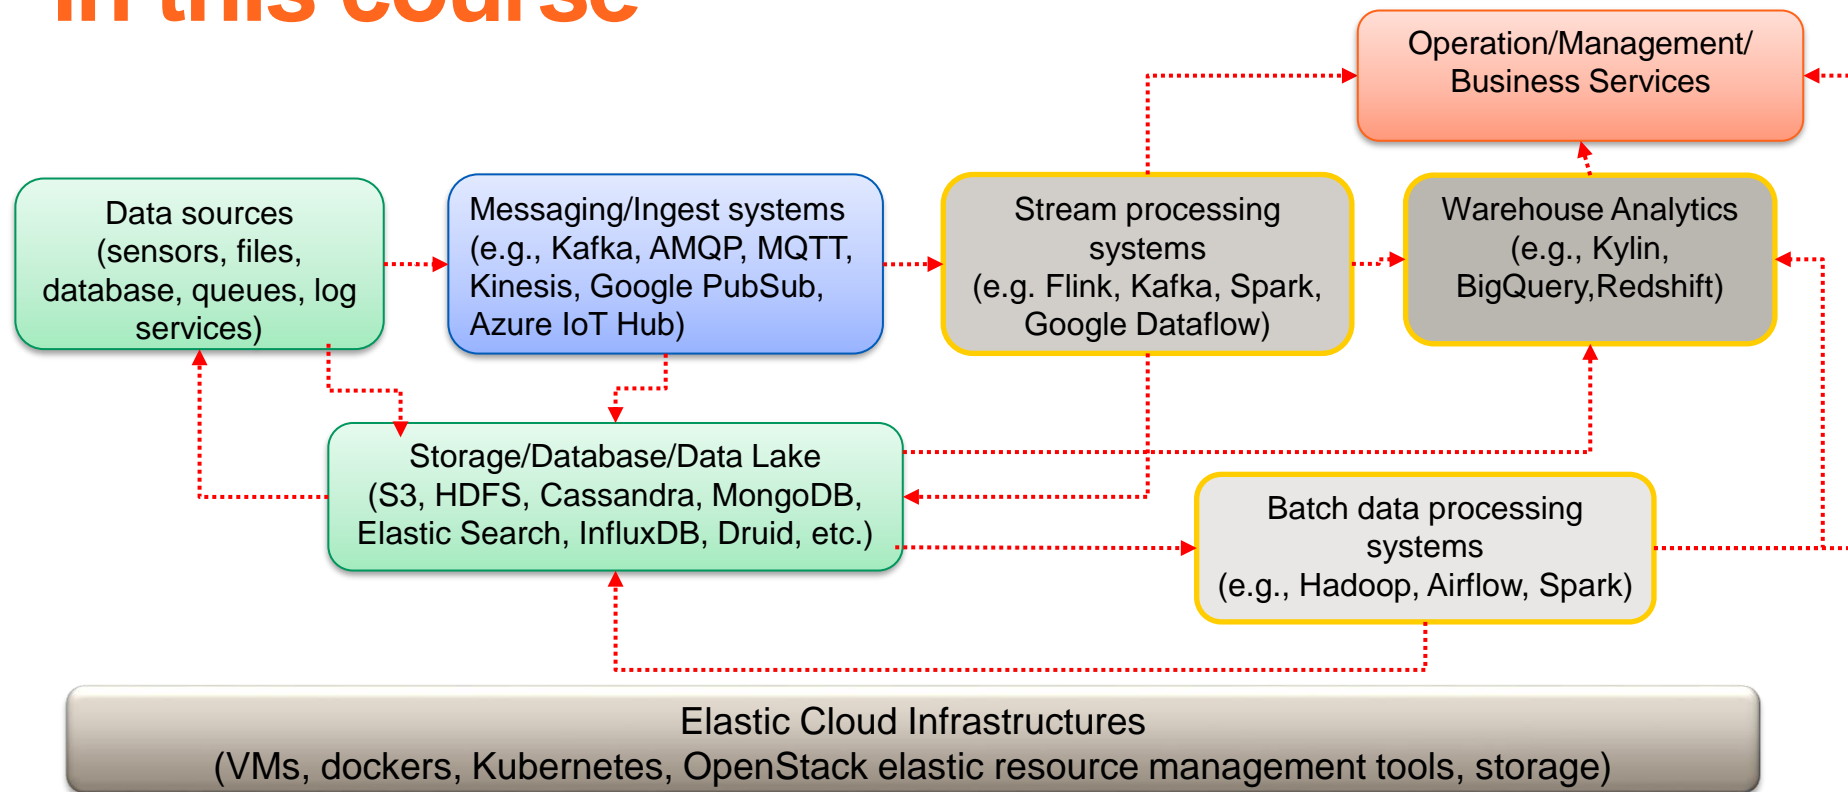 in this course
Operation/Management/
Business Services
Data sources
(sensors, files,
database, queues, log
services)
Messaging/Ingest systems
(e.g., Kafka, AMQP, MQTT,
Kinesis, Google PubSub,
Azure IoT Hub)
Stream processing
systems
(e.g. Flink, Kafka, Spark,
Google Dataflow)
Warehouse Analytics
(e.g., Kylin,
BigQuery,Redshift)
Storage/Database/Data Lake
(S3, HDFS, Cassandra, MongoDB,
Elastic Search, InfluxDB, Druid, etc.)
Batch data processing
systems
(e.g., Hadoop, Airflow, Spark)
Elastic Cloud Infrastructures
(VMs, dockers, Kubernetes, OpenStack elastic resource management tools, storage)